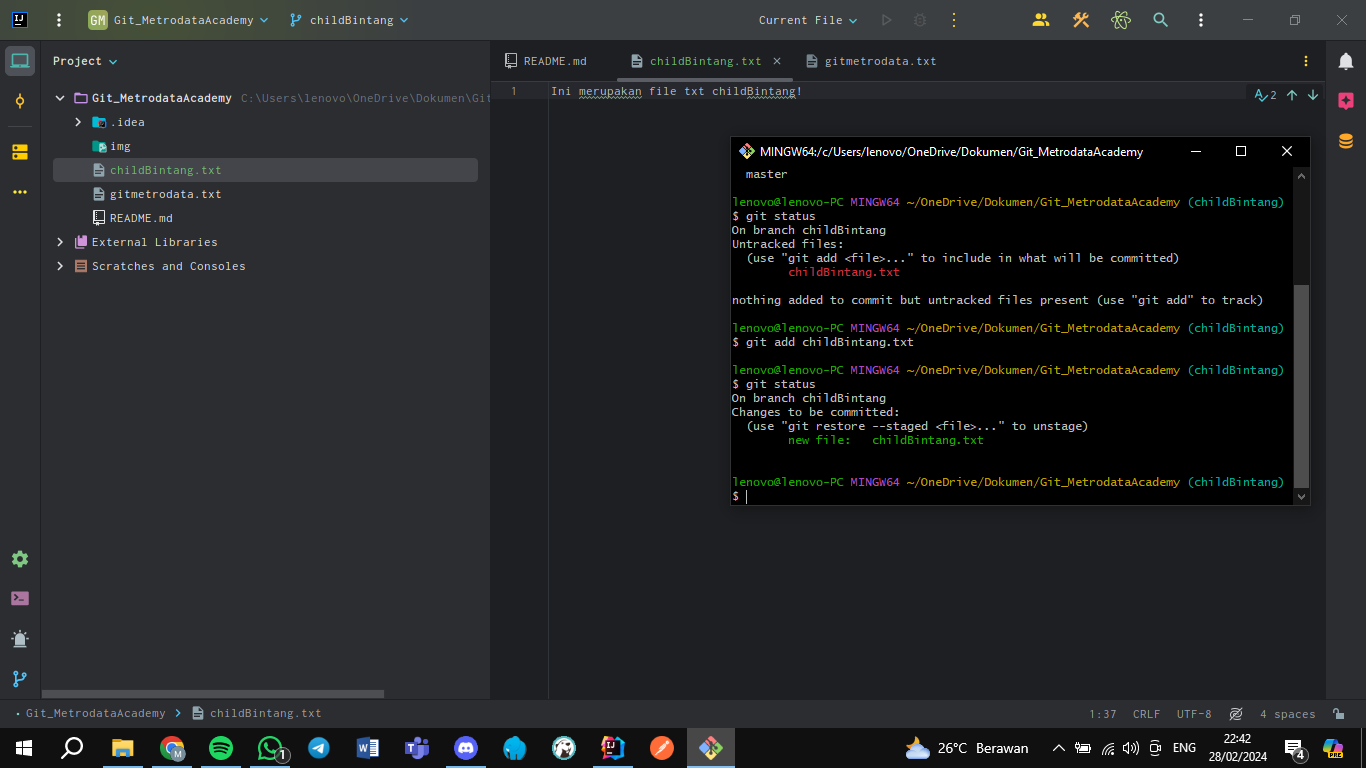 GM Git_MetrodataAcademy childBintang Current File
Project
README.md childBintang.txt gitmetrodata.txt
Git_MetrodataAcademy C:\Users\lenovo\OneDrive\Dokumen\Git
.idea
img
childBintang.txt
gitmetrodata.txt
README.md
External Libraries
Scratches and Consoles
1 Ini merupakan file txt childBintang!
2
MINGW64:/c/Users/lenovo/OneDrive/Dokumen/Git_MetrodataAcademy
master
lenovo@lenovo-PC MINGW64 ~/OneDrive/Dokumen/Git_MetrodataAcademy (childBintang)
$ git status
On branch childBintang
Untracked files:
(use "git add <file>..." to include in what will be committed)
childBintang.txt
nothing added to commit but untracked files present (use "git add" to track)
lenovo@lenovo-PC MINGW64 ~/OneDrive/Dokumen/Git_MetrodataAcademy (childBintang)
$ git add childBintang.txt
lenovo@lenovo-PC MINGW64 ~/OneDrive/Dokumen/Git_MetrodataAcademy (childBintang)
$ git status
On branch childBintang
Changes to be committed:
(use "git restore --staged <file>..." to unstage)
new file:   childBintang.txt
lenovo@lenovo-PC MINGW64 ~/OneDrive/Dokumen/Git_MetrodataAcademy (childBintang)
$
Git_MetrodataAcademy childBintang.txt 1:37 CRLF UTF-8 4 spaces
1 26°C Berawan ENG 22:42 4
28/02/2024